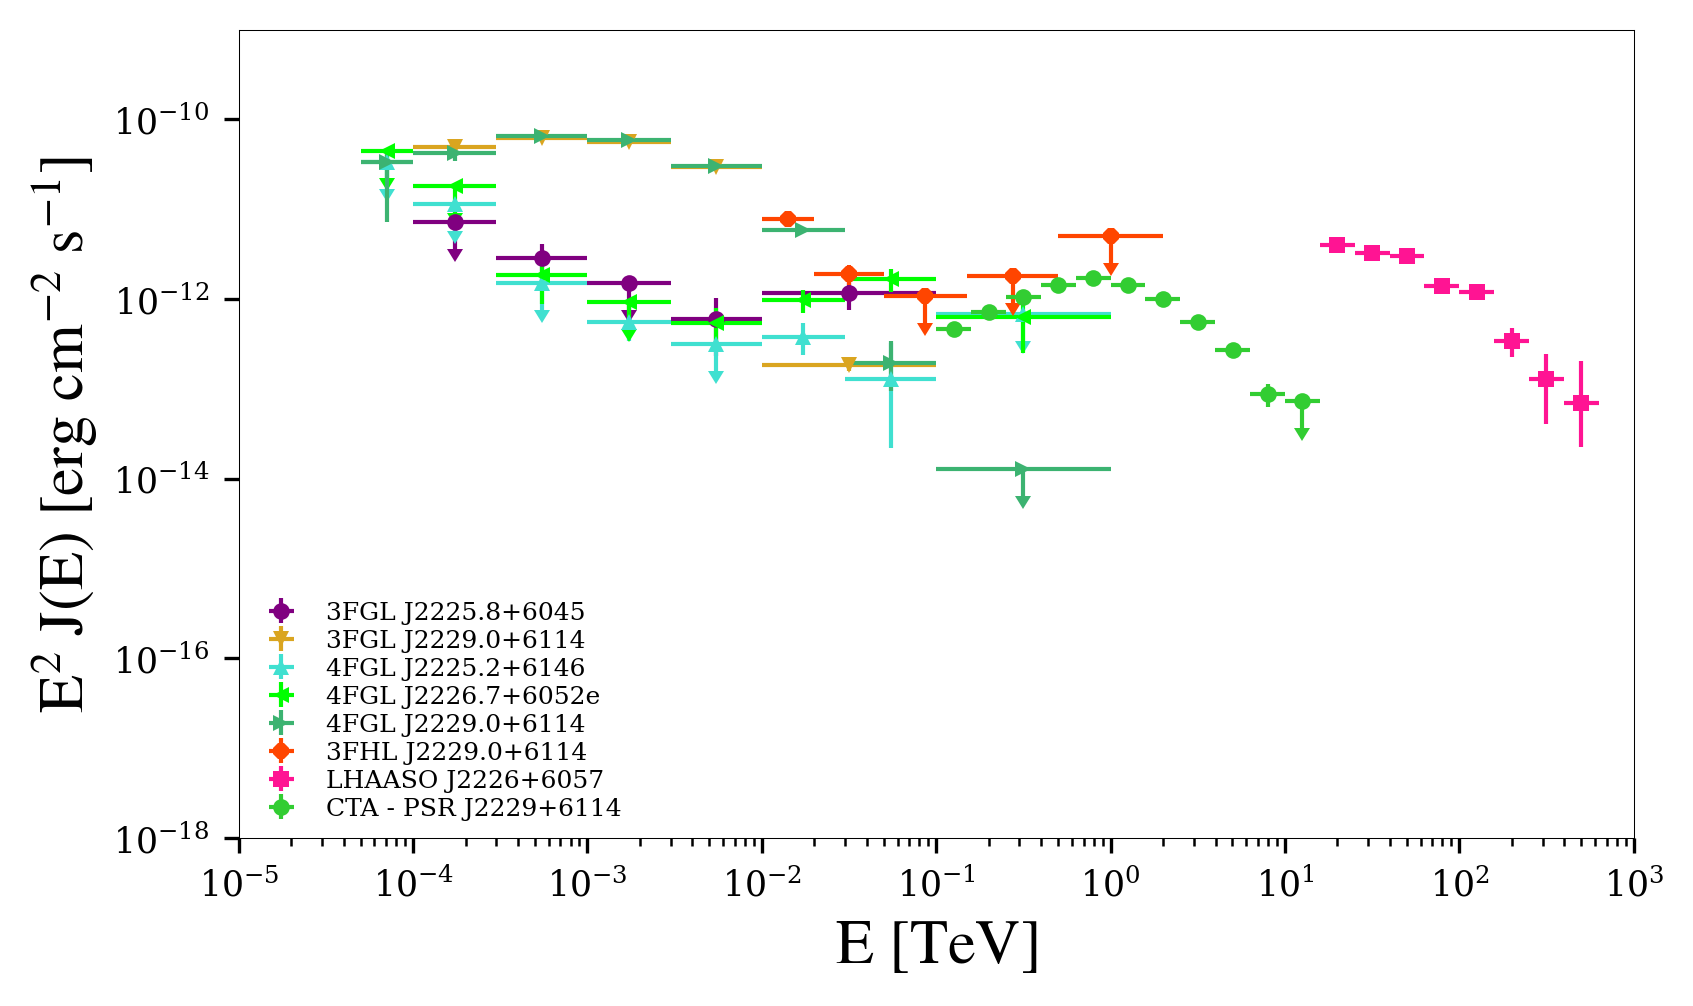 E² J(E) [erg cm⁻² s⁻¹]
10⁻¹⁰
10⁻¹²
10⁻¹⁴
10⁻¹⁶
10⁻¹⁸
3FGL J2225.8+6045
3FGL J2229.0+6114
4FGL J2225.2+6146
4FGL J2226.7+6052e
4FGL J2229.0+6114
3FHL J2229.0+6114
LHAASO J2226+6057
CTA - PSR J2229+6114
10⁻⁵ 10⁻⁴ 10⁻³ 10⁻² 10⁻¹ 10⁰ 10¹ 10² 10³
E [TeV]